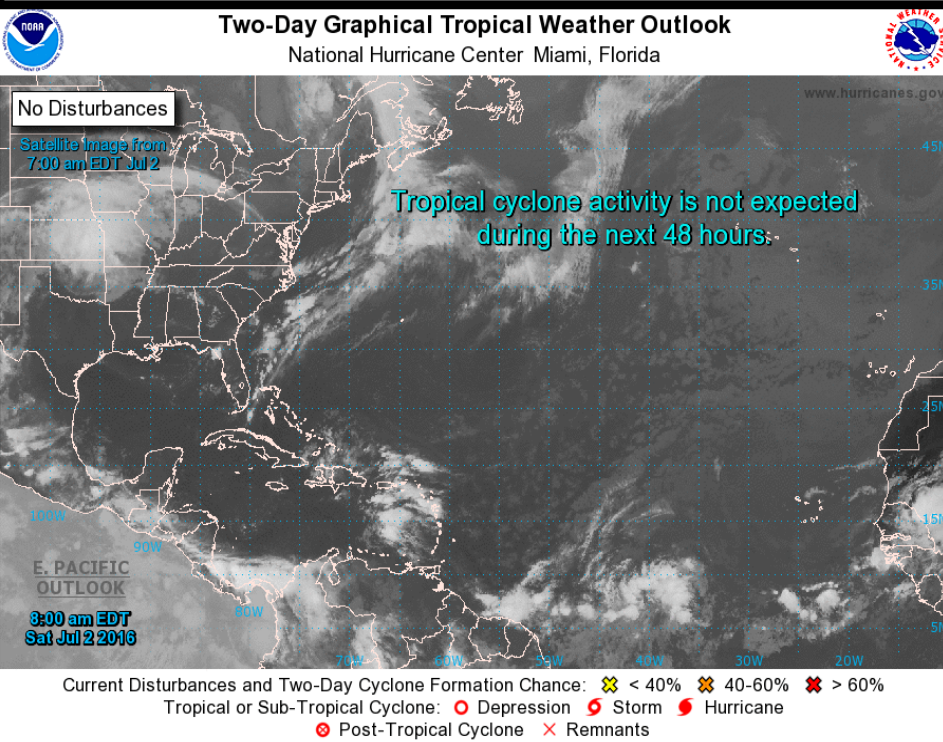 Two-Day Graphical Tropical Weather Outlook
National Hurricane Center Miami, Florida
NOAA
NATIONAL WEATHER SERVICE
No Disturbances
www.hurricanes.gov
Satellite Image from
7:00 am EDT Jul 2
45N
Tropical cyclone activity is not expected
during the next 48 hours.
35N
25N
15N
100W
90W
E. PACIFIC
OUTLOOK
80W
8:00 am EDT
Sat Jul 2 2016
5N
70W 60W 50W 40W 30W 20W
Current Disturbances and Two-Day Cyclone Formation Chance: < 40% 40-60% > 60%
Tropical or Sub-Tropical Cyclone: Depression Storm Hurricane
Post-Tropical Cyclone Remnants